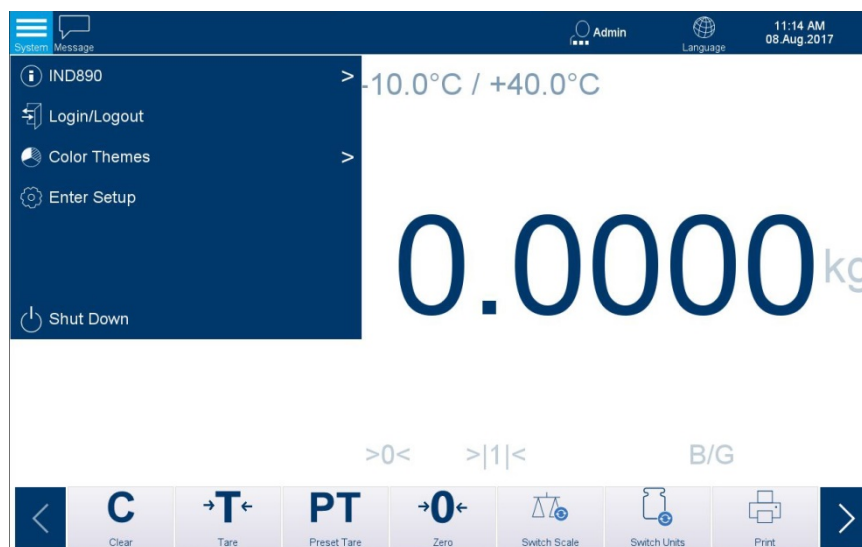 System Message
Admin
Language
11:14 AM
08.Aug.2017
IND890 >
Login/Logout
Color Themes >
Enter Setup
Shut Down
-10.0°C / +40.0°C
0.0000 kg
>0< >|1|< B/G
< C →T← PT →0← >
Clear Tare Preset Tare Zero Switch Scale Switch Units Print